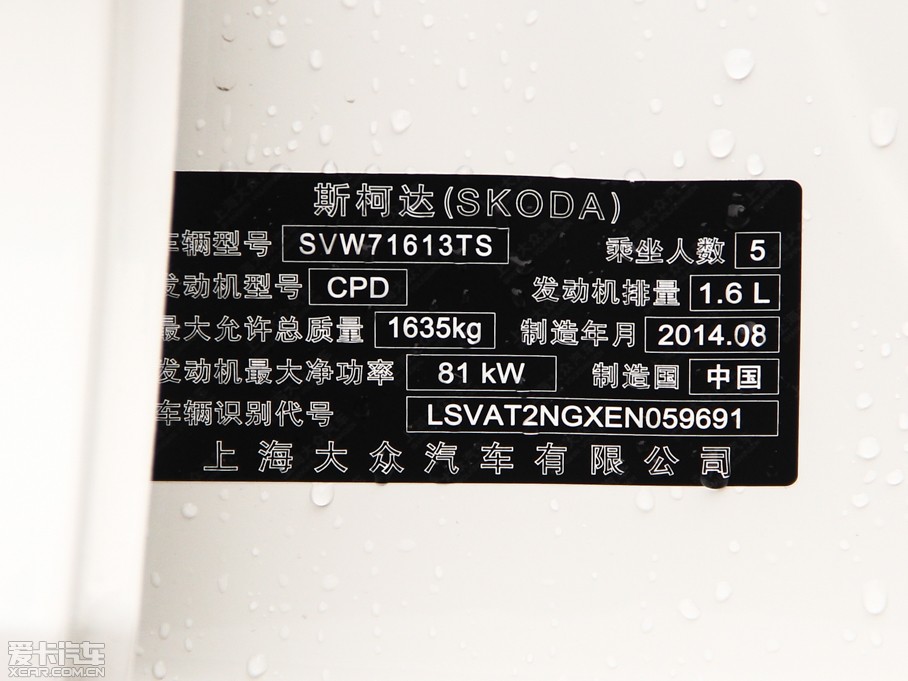 斯柯达(SKODA)
车辆型号 SVW71613TS 乘坐人数 5
发动机型号 CPD 发动机排量 1.6 L
最大允许总质量 1635kg 制造年月 2014.08
发动机最大净功率 81 kW 制造国 中国
车辆识别代号 LSVAT2NGXEN059691
上海大众汽车有限公司
爱卡汽车
XCAR.COM.CN